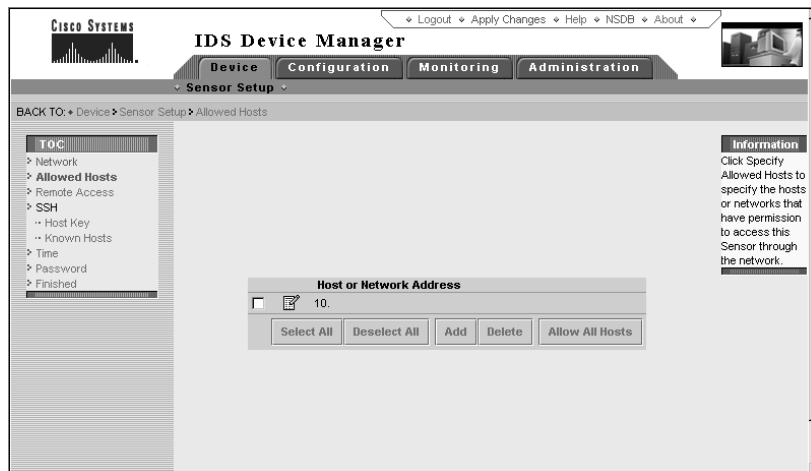 CISCO SYSTEMS
Logout Apply Changes Help NSDB About
IDS Device Manager
Device Configuration Monitoring Administration
Sensor Setup
BACK TO: Device Sensor Setup Allowed Hosts
TOC
Network
Allowed Hosts
Remote Access
SSH
Host Key
Known Hosts
Time
Password
Finished
Host or Network Address
10.
Select All Deselect All Add Delete Allow All Hosts
Information
Click Specify
Allowed Hosts to
specify the hosts
or networks that
have permission
to access this
Sensor through
the network.